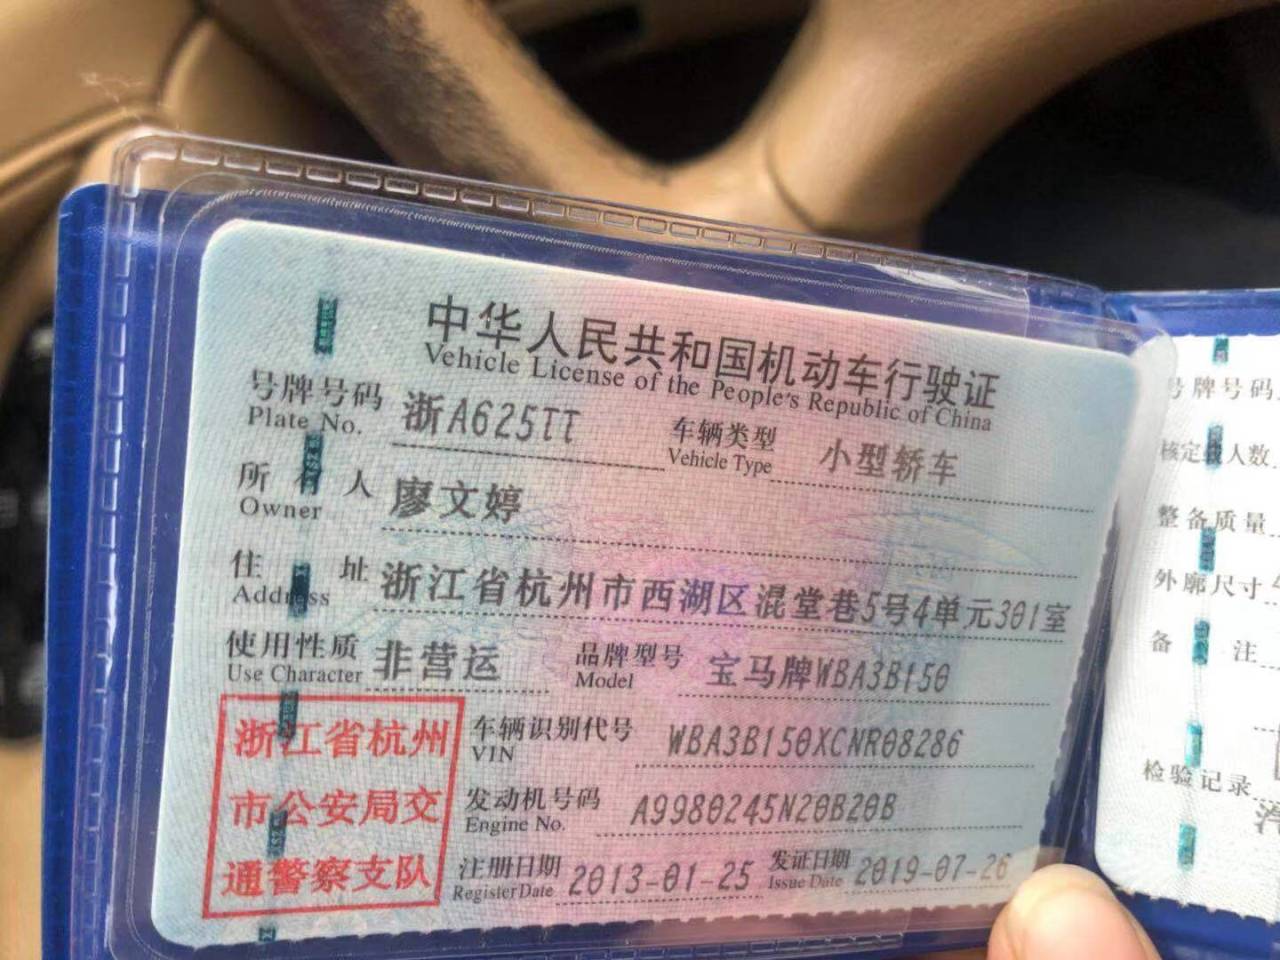 中华人民共和国机动车行驶证
Vehicle License of the People's Republic of China
号牌号码 浙A625TT 车辆类型 小型轿车
Plate No. Vehicle Type
所有人 廖文婷
Owner
住址 浙江省杭州市西湖区混堂巷5号4单元301室
Address
使用性质 非营运 品牌型号 宝马牌WBA3B150
Use Character Model
浙江省杭州
市公安局交
通警察支队
车辆识别代号 WBA3B150XCNR08286
VIN
发动机号码 A9980245N20B20B
Engine No.
注册日期 2013-01-25 发证日期 2019-07-26
Register Date Issue Date
号牌号码
核定载人数
整备质量
外廓尺寸
备注
检验记录